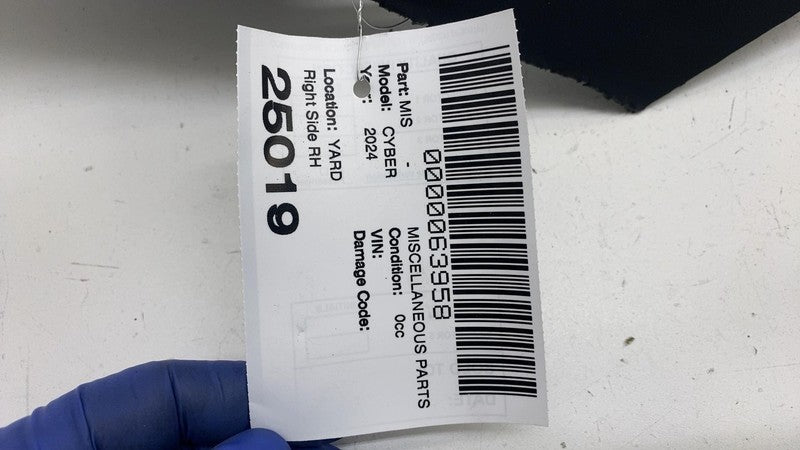 0000063958
Part: MIS - MISCELLANEOUS PARTS
Model: CYBER Condition: 0cc
2024 VIN:
Damage Code:
Location: YARD
Right Side RH
25019